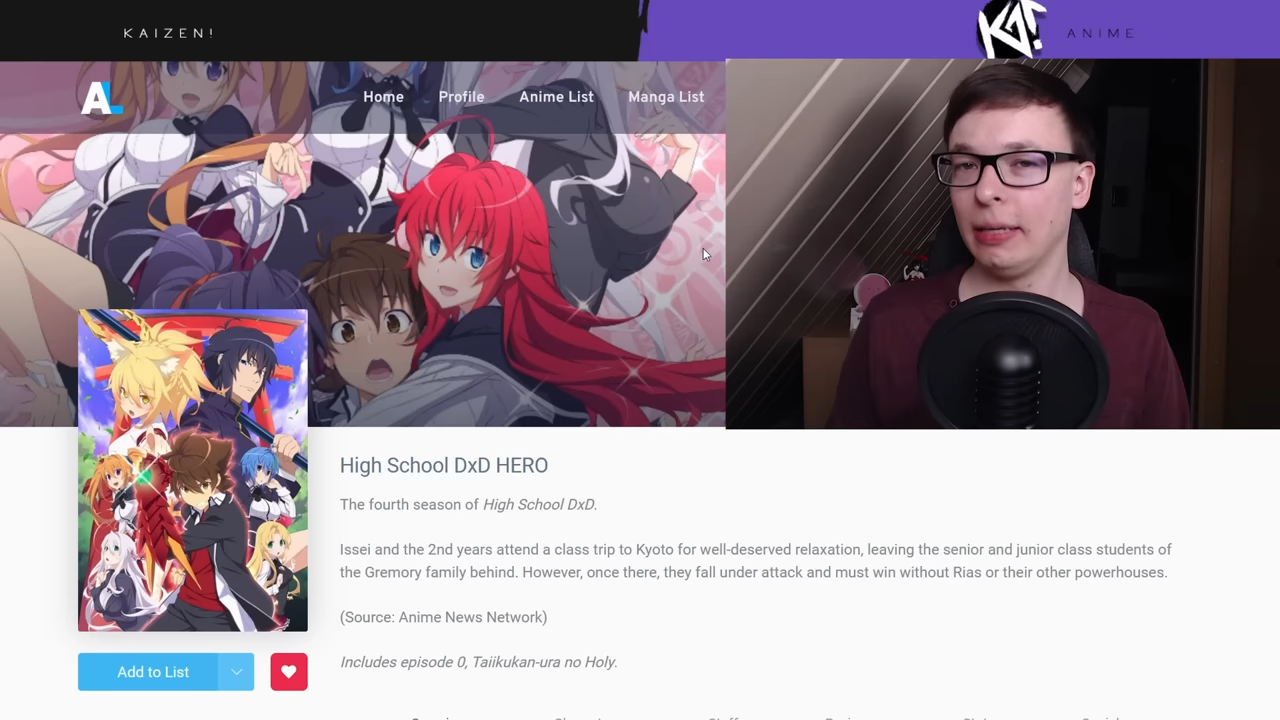 KAIZEN!
KA!
ANIME
AL
Home
Profile
Anime List
Manga List
High School DxD HERO
The fourth season of High School DxD.
Issei and the 2nd years attend a class trip to Kyoto for well-deserved relaxation, leaving the senior and junior class students of
the Gremory family behind. However, once there, they fall under attack and must win without Rias or their other powerhouses.
(Source: Anime News Network)
Includes episode 0, Taiikukan-ura no Holy.
Add to List